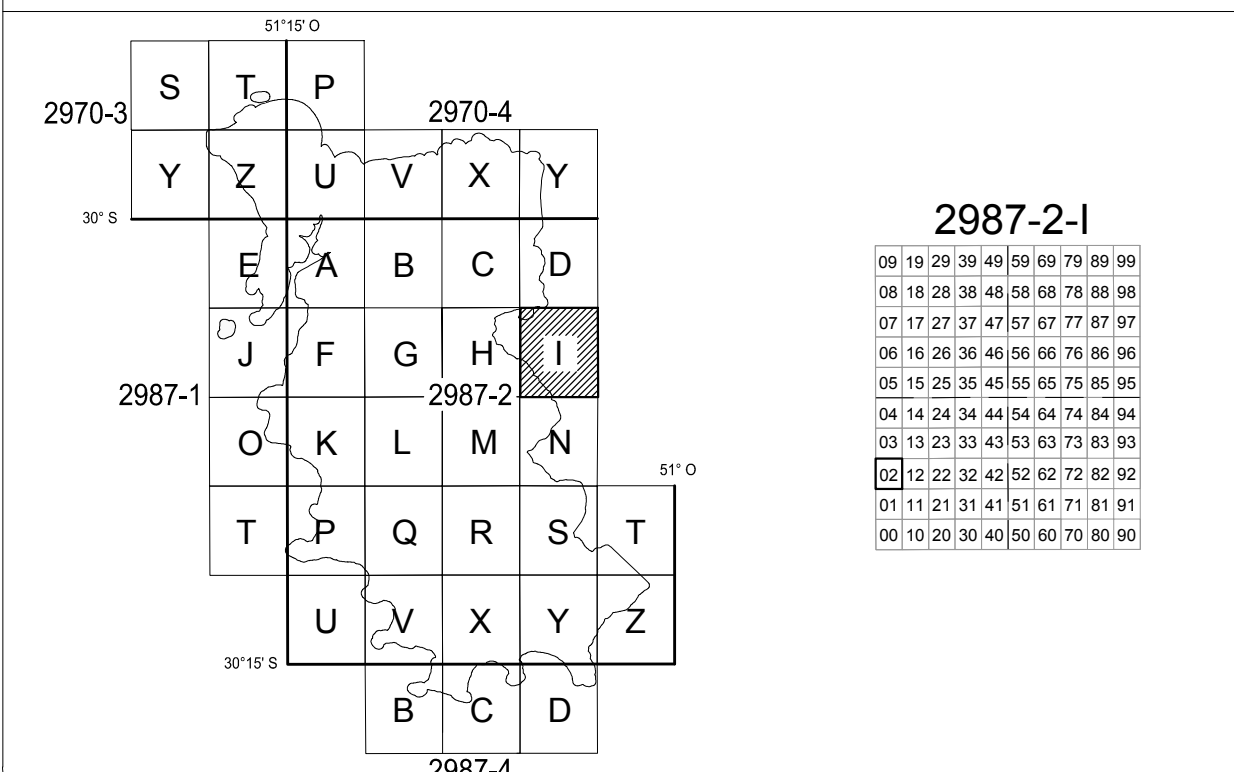 51°15' O
S T P
2970-3 2970-4
Y Z U V X Y
30° S
E A B C D
J F G H I
2987-1 2987-2
O K L M N
51° O
T P Q R S T
U V X Y Z
30°15' S
B C D
2987-4
2987-2-I
09 19 29 39 49 59 69 79 89 99
08 18 28 38 48 58 68 78 88 98
07 17 27 37 47 57 67 77 87 97
06 16 26 36 46 56 66 76 86 96
05 15 25 35 45 55 65 75 85 95
04 14 24 34 44 54 64 74 84 94
03 13 23 33 43 53 63 73 83 93
02 12 22 32 42 52 62 72 82 92
01 11 21 31 41 51 61 71 81 91
00 10 20 30 40 50 60 70 80 90